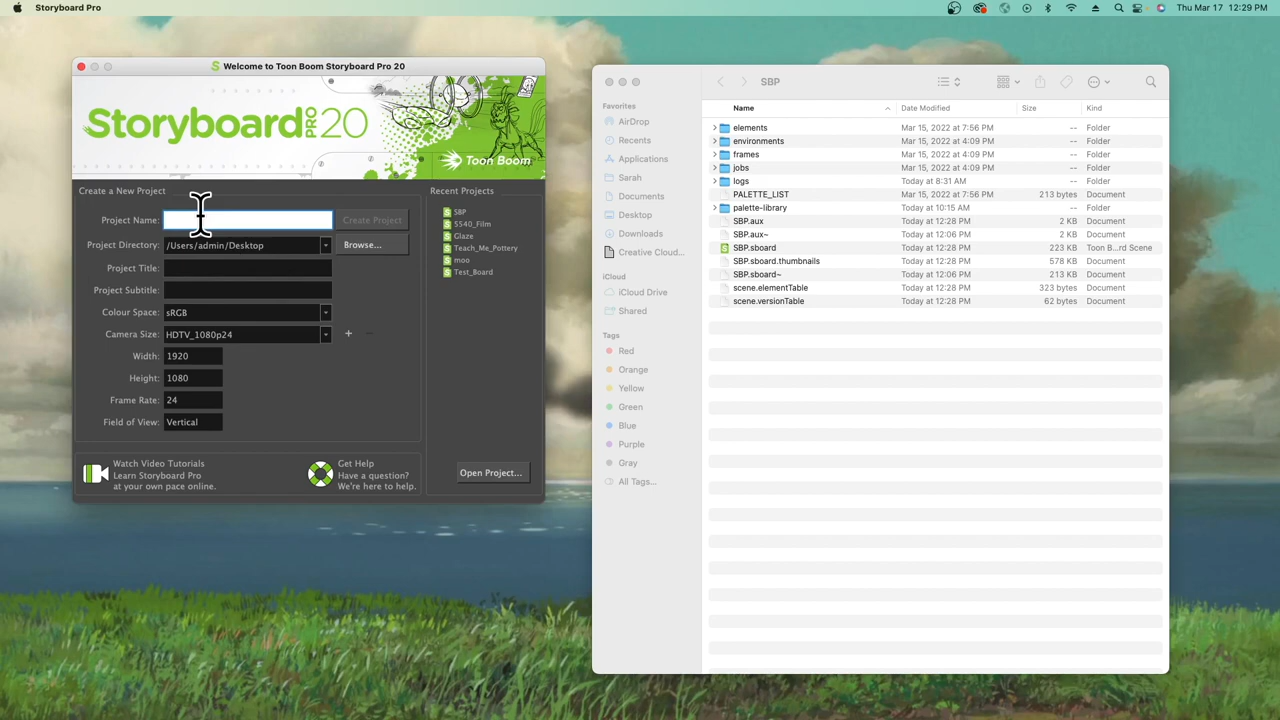 Storyboard Pro
Thu Mar 17 12:29 PM
Welcome to Toon Boom Storyboard Pro 20
Storyboard PRO 20
Toon Boom
Create a New Project
Project Name:
Create Project
Project Directory: /Users/admin/Desktop
Browse...
Project Title:
Project Subtitle:
Colour Space: sRGB
Camera Size: HDTV_1080p24
Width: 1920
Height: 1080
Frame Rate: 24
Field of View: Vertical
Recent Projects
SBP
5540_Film
Glaze
Teach_Me_Pottery
moo
Test_Board
Watch Video Tutorials
Learn Storyboard Pro
at your own pace online.
Get Help
Have a question?
We're here to help.
Open Project...
SBP
Favorites
AirDrop
Recents
Applications
Sarah
Documents
Desktop
Downloads
Creative Cloud...
iCloud
iCloud Drive
Shared
Tags
Red
Orange
Yellow
Green
Blue
Purple
Gray
All Tags...
Name Date Modified Size Kind
elements Mar 15, 2022 at 7:56 PM -- Folder
environments Mar 15, 2022 at 4:09 PM -- Folder
frames Mar 15, 2022 at 4:09 PM -- Folder
jobs Mar 15, 2022 at 4:09 PM -- Folder
logs Today at 8:31 AM -- Folder
PALETTE_LIST Mar 15, 2022 at 7:56 PM 213 bytes Document
palette-library Today at 10:15 AM -- Folder
SBP.aux Today at 12:28 PM 2 KB Document
SBP.aux~ Today at 12:06 PM 2 KB Document
SBP.sboard Today at 12:28 PM 223 KB Toon B...rd Scene
SBP.sboard.thumbnails Today at 12:28 PM 578 KB Document
SBP.sboard~ Today at 12:06 PM 213 KB Document
scene.elementTable Today at 12:28 PM 323 bytes Document
scene.versionTable Today at 12:28 PM 62 bytes Document